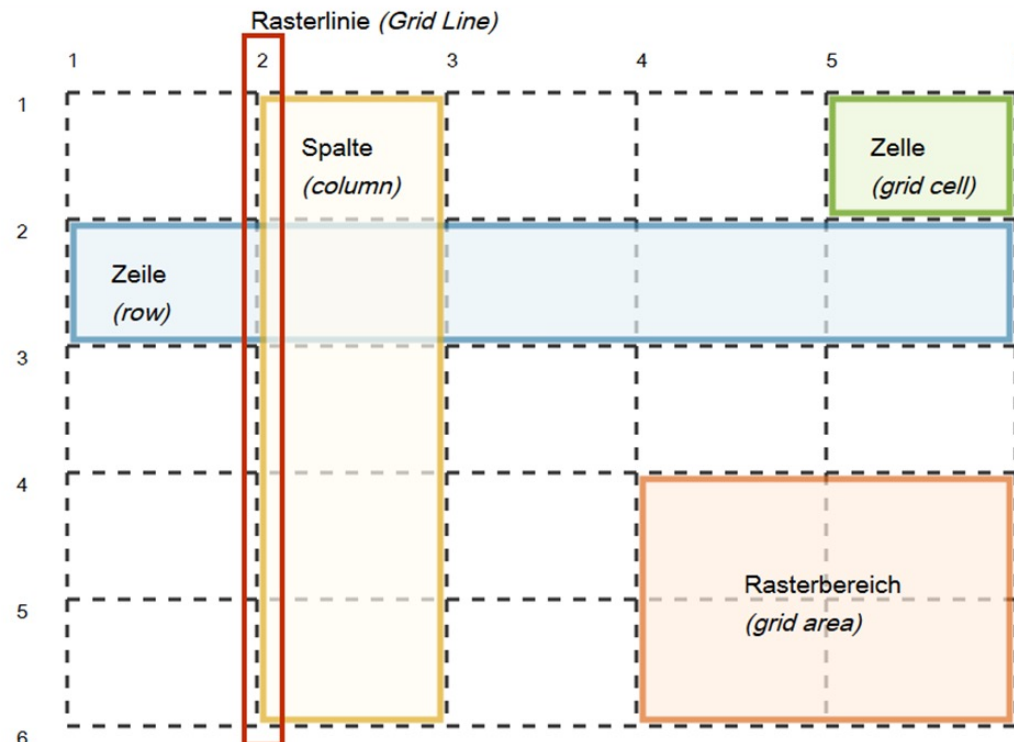 Rasterlinie (Grid Line)
1 2 3 4 5
1
Spalte
(column)
Zelle
(grid cell)
2
Zeile
(row)
3
4
Rasterbereich
5
(grid area)
6